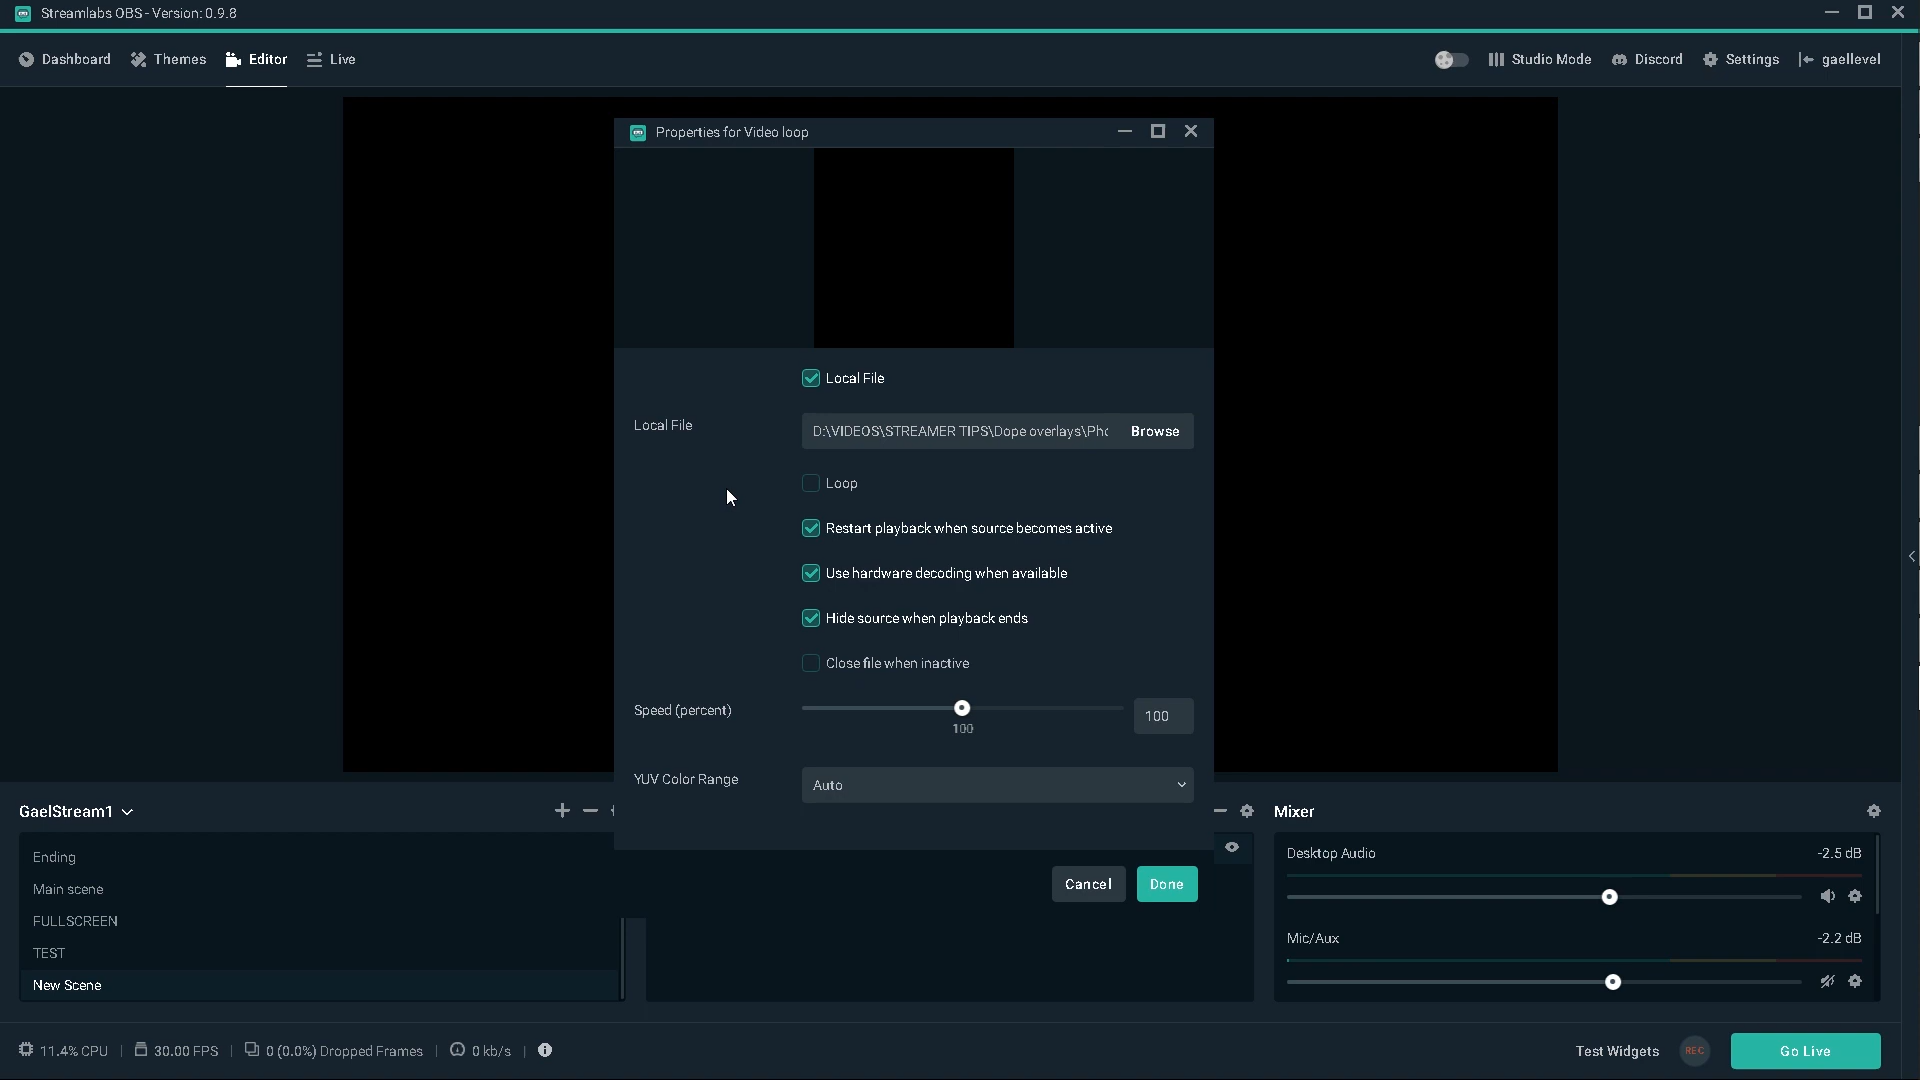 Streamlabs OBS - Version: 0.9.8
Dashboard Themes Editor Live Studio Mode Discord Settings gaellevel
Properties for Video loop
Local File
Local File D:\VIDEOS\STREAMER TIPS\Dope overlays\Phc Browse
Loop
Restart playback when source becomes active
Use hardware decoding when available
Hide source when playback ends
Close file when inactive
Speed (percent) 100
100
YUV Color Range Auto
Cancel Done
GaelStream1
Ending
Main scene
FULLSCREEN
TEST
New Scene
Mixer
Desktop Audio -2.5 dB
Mic/Aux -2.2 dB
11.4% CPU 30.00 FPS 0 (0.0%) Dropped Frames 0 kb/s Test Widgets REC Go Live